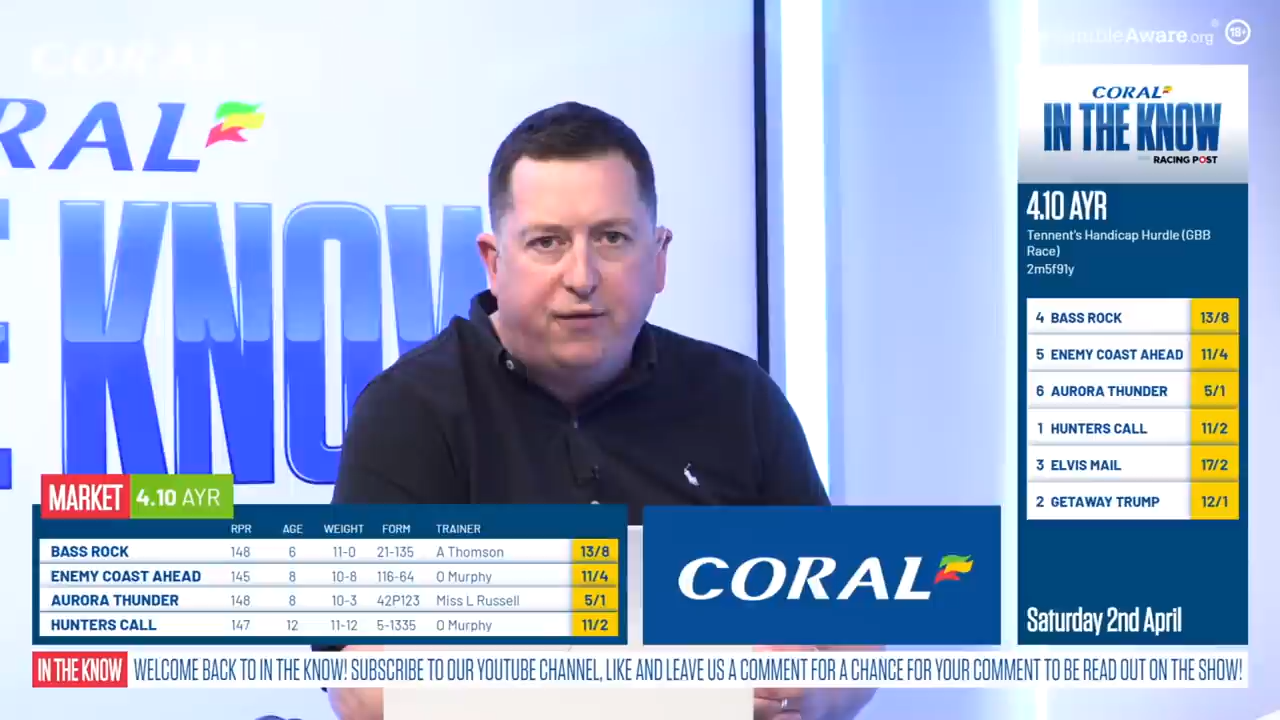 CORAL
AmbleAware.org 18+
RAL
KNOW
CORAL
IN THE KNOW
RACING POST
4.10 AYR
Tennent's Handicap Hurdle (GBB
Race)
2m5f91y
4 BASS ROCK 13/8
5 ENEMY COAST AHEAD 11/4
6 AURORA THUNDER 5/1
1 HUNTERS CALL 11/2
3 ELVIS MAIL 17/2
2 GETAWAY TRUMP 12/1
Saturday 2nd April
MARKET 4.10 AYR
RPR AGE WEIGHT FORM TRAINER
BASS ROCK 148 6 11-0 21-135 A Thomson 13/8
ENEMY COAST AHEAD 145 8 10-8 116-64 O Murphy 11/4
AURORA THUNDER 148 8 10-3 42P123 Miss L Russell 5/1
HUNTERS CALL 147 12 11-12 5-1335 O Murphy 11/2
CORAL
IN THE KNOW WELCOME BACK TO IN THE KNOW! SUBSCRIBE TO OUR YOUTUBE CHANNEL, LIKE AND LEAVE US A COMMENT FOR A CHANCE FOR YOUR COMMENT TO BE READ OUT ON THE SHOW!